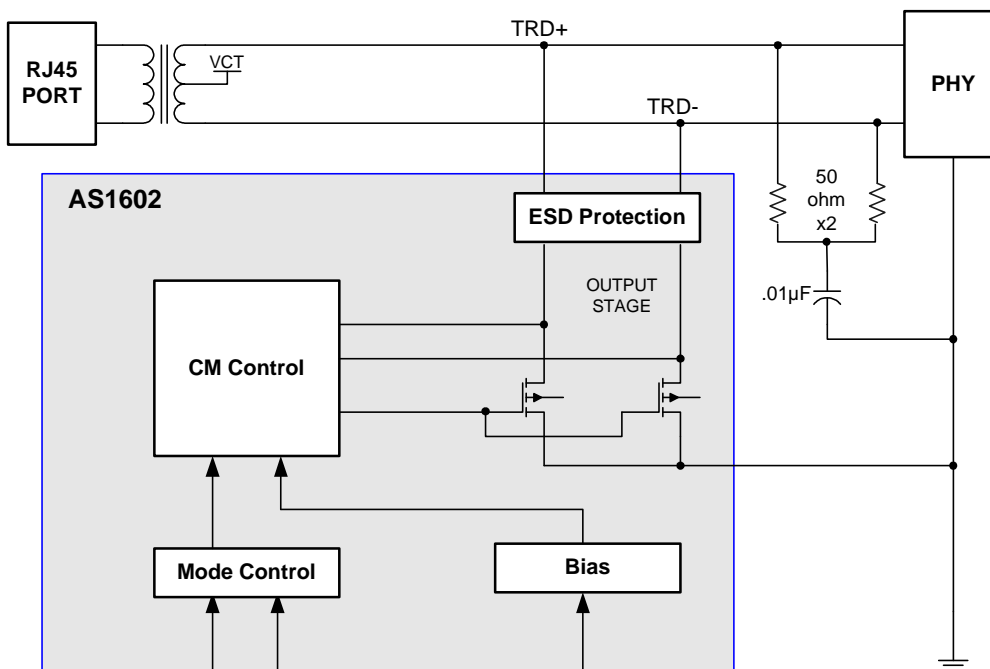 TRD+
RJ45
PORT
VCT
PHY
TRD-
AS1602
50
ohm
x2
ESD Protection
OUTPUT
STAGE
.01µF
CM Control
Mode Control
Bias